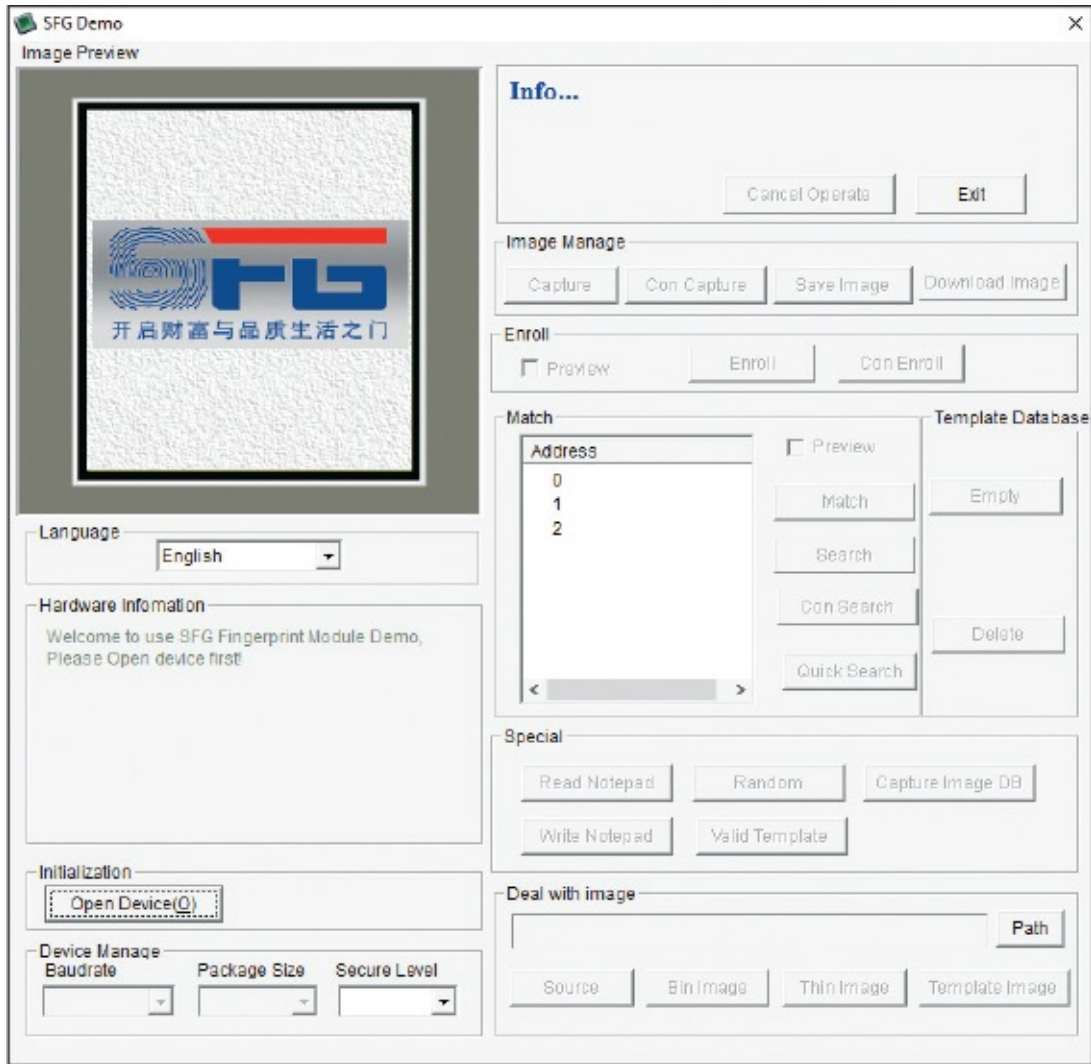 SFG Demo
Image Preview
SFG
开启财富与品质生活之门
Language
English
Hardware Infomation
Welcome to use SFG Fingerprint Module Demo,
Please Open device first!
Initialization
Open Device(O)
Device Manage
Baudrate Package Size Secure Level
Info...
Cancel Operate Exit
Image Manage
Capture Con Capture Save Image Download Image
Enroll
Preview Enroll Con Enroll
Match
Address
0
1
2
Preview
Match
Search
Con Search
Quick Search
Template Database
Empty
Delete
Special
Read Notepad Random Capture Image DB
Write Notepad Valid Template
Deal with image
Path
Source Bin Image Thin Image Template Image